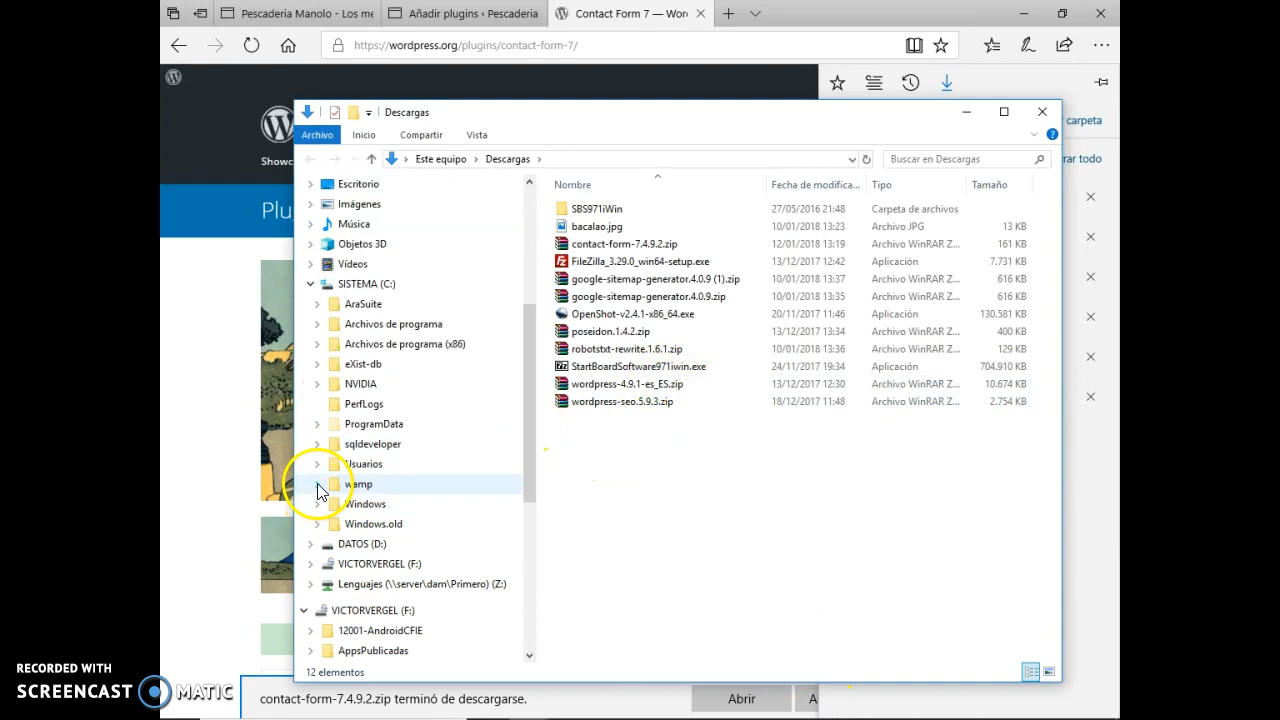 Pescaderia Manolo - Los me
Añadir plugins ‹ Pescaderia
Contact Form 7 — Wor
https://wordpress.org/plugins/contact-form-7/
Descargas
Archivo Inicio Compartir Vista
Este equipo > Descargas >
Buscar en Descargas
carpeta
rar todo
Showc
Plu
Nombre Fecha de modifica... Tipo Tamaño
Escritorio
Imágenes
Música
Objetos 3D
Vídeos
SISTEMA (C:)
AraSuite
Archivos de programa
Archivos de programa (x86)
eXist-db
NVIDIA
PerfLogs
ProgramData
sqldeveloper
Usuarios
wamp
Windows
Windows.old
DATOS (D:)
VICTORVERGEL (F:)
Lenguajes (\\server\dam\Primero) (Z:)
VICTORVERGEL (F:)
12001-AndroidCFIE
AppsPublicadas
SBS971iWin 27/05/2016 21:48 Carpeta de archivos
bacalao.jpg 10/01/2018 13:23 Archivo JPG 13 KB
contact-form-7.4.9.2.zip 12/01/2018 13:19 Archivo WinRAR Z... 161 KB
FileZilla_3.29.0_win64-setup.exe 13/12/2017 12:42 Aplicación 7.731 KB
google-sitemap-generator.4.0.9 (1).zip 10/01/2018 13:37 Archivo WinRAR Z... 616 KB
google-sitemap-generator.4.0.9.zip 10/01/2018 13:35 Archivo WinRAR Z... 616 KB
OpenShot-v2.4.1-x86_64.exe 20/11/2017 11:46 Aplicación 130.581 KB
poseidon.1.4.2.zip 13/12/2017 13:34 Archivo WinRAR Z... 400 KB
robotstxt-rewrite.1.6.1.zip 10/01/2018 13:36 Archivo WinRAR Z... 129 KB
StartBoardSoftware971iwin.exe 24/11/2017 19:34 Aplicación 704.910 KB
wordpress-4.9.1-es_ES.zip 13/12/2017 12:30 Archivo WinRAR Z... 10.674 KB
wordpress-seo.5.9.3.zip 18/12/2017 11:48 Archivo WinRAR Z... 2.754 KB
12 elementos
contact-form-7.4.9.2.zip terminó de descargarse.
Abrir
A
RECORDED WITH
SCREENCAST MATIC